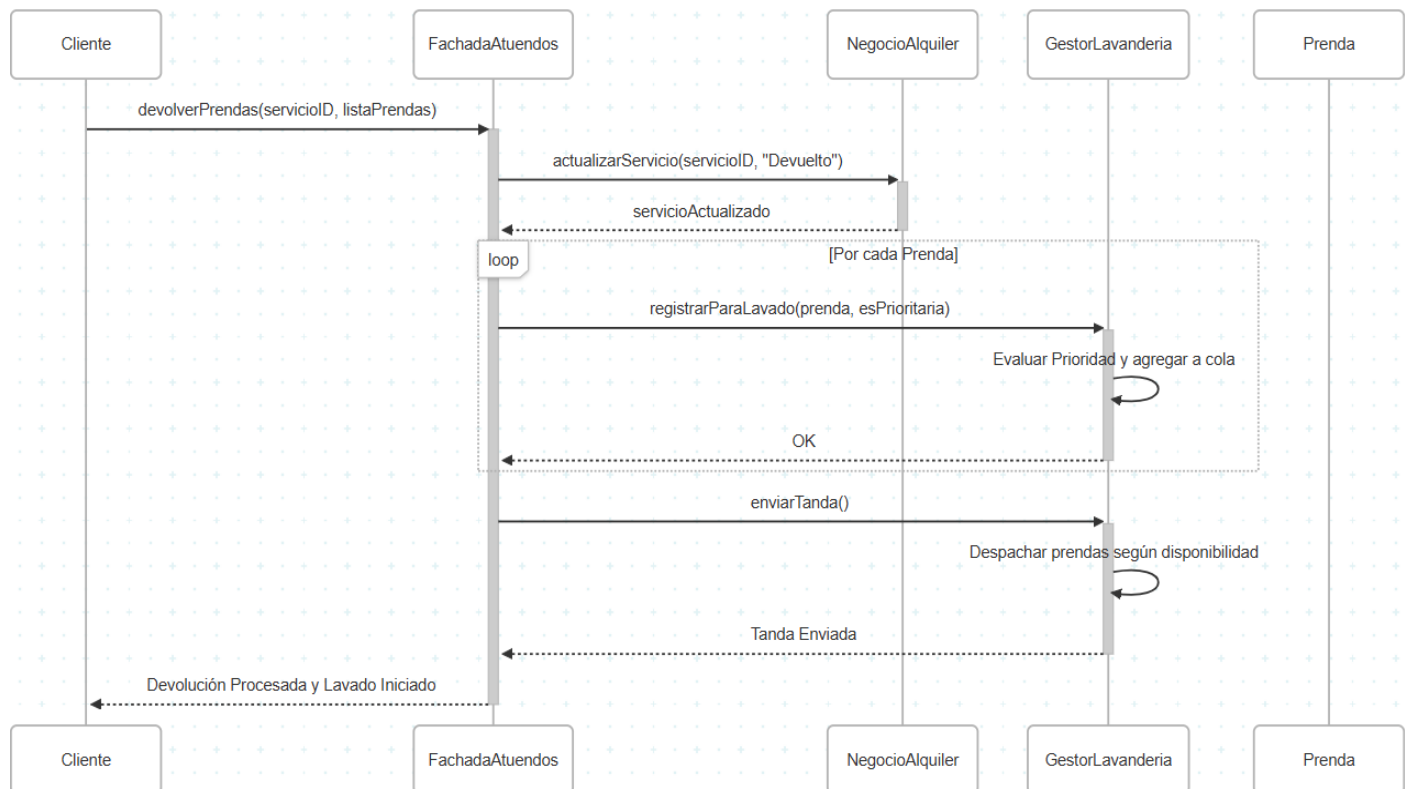 Cliente
FachadaAtuendos
NegocioAlquiler
GestorLavanderia
Prenda
devolverPrendas(servicioID, listaPrendas)
actualizarServicio(servicioID, "Devuelto")
servicioActualizado
loop
[Por cada Prenda]
registrarParaLavado(prenda, esPrioritaria)
Evaluar Prioridad y agregar a cola
OK
enviarTanda()
Despachar prendas según disponibilidad
Tanda Enviada
Devolución Procesada y Lavado Iniciado
Cliente
FachadaAtuendos
NegocioAlquiler
GestorLavanderia
Prenda